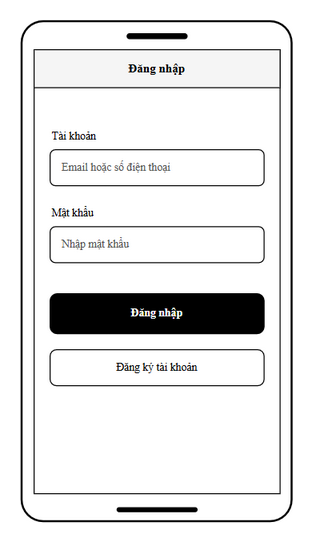 Đăng nhập
Tài khoản
Email hoặc số điện thoại
Mật khẩu
Nhập mật khẩu
Đăng nhập
Đăng ký tài khoản